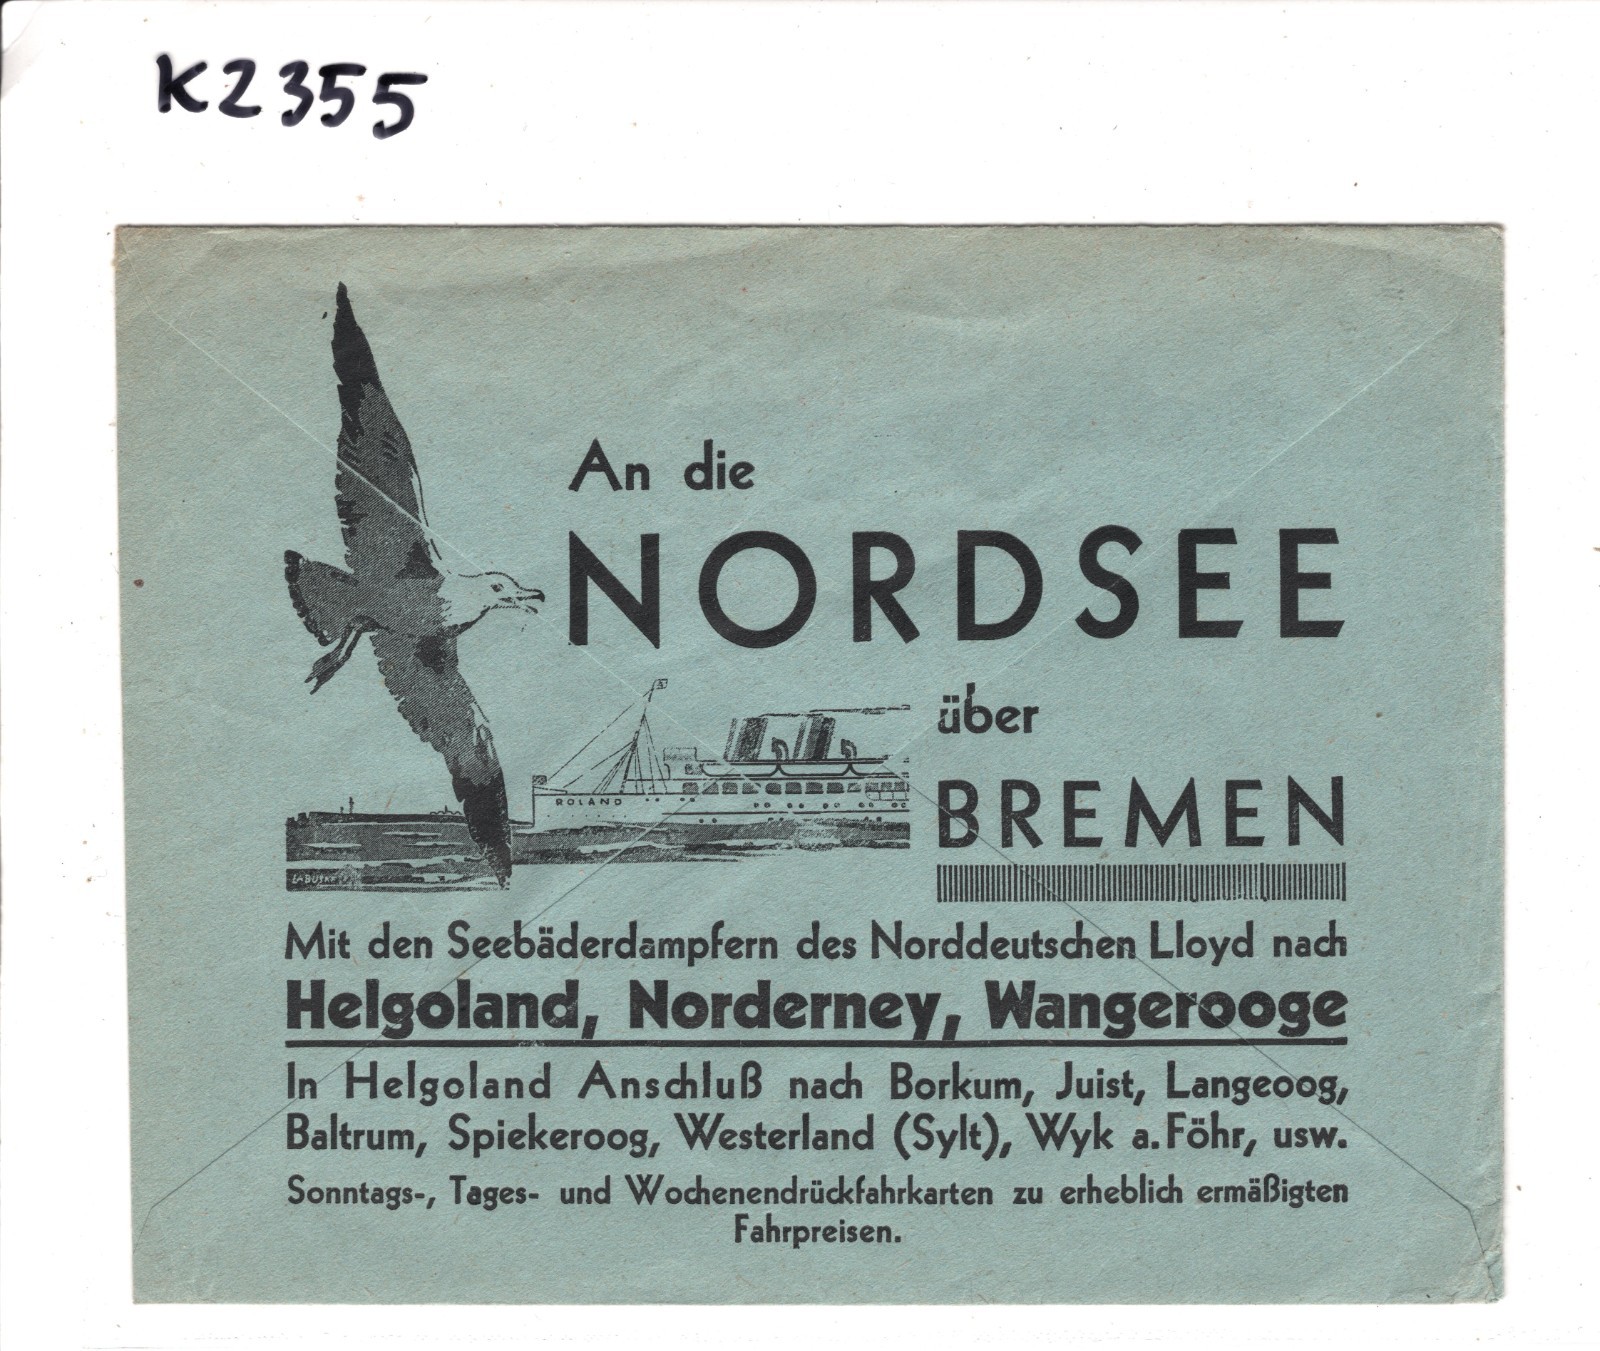 K2355
An die
NORDSEE
über
ROLAND
BREMEN
Mit den Seebäderdampfern des Norddeutschen Lloyd nach
Helgoland, Norderney, Wangerooge
In Helgoland Anschluß nach Borkum, Juist, Langeoog,
Baltrum, Spiekeroog, Westerland (Sylt), Wyk a. Föhr, usw.
Sonntags-, Tages- und Wochenendrückfahrkarten zu erheblich ermäßigten
Fahrpreisen.